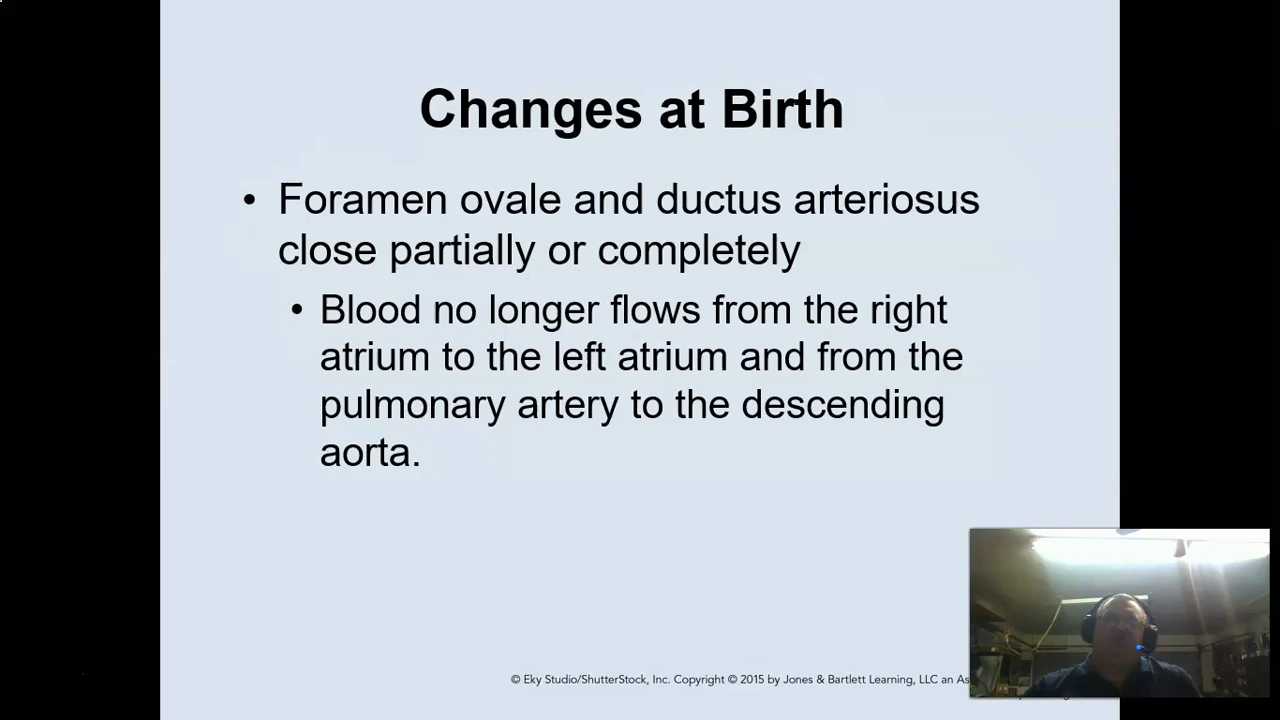 Changes at Birth
• Foramen ovale and ductus arteriosus
close partially or completely
• Blood no longer flows from the right
atrium to the left atrium and from the
pulmonary artery to the descending
aorta.
© Eky Studio/ShutterStock, Inc. Copyright © 2015 by Jones & Bartlett Learning, LLC an